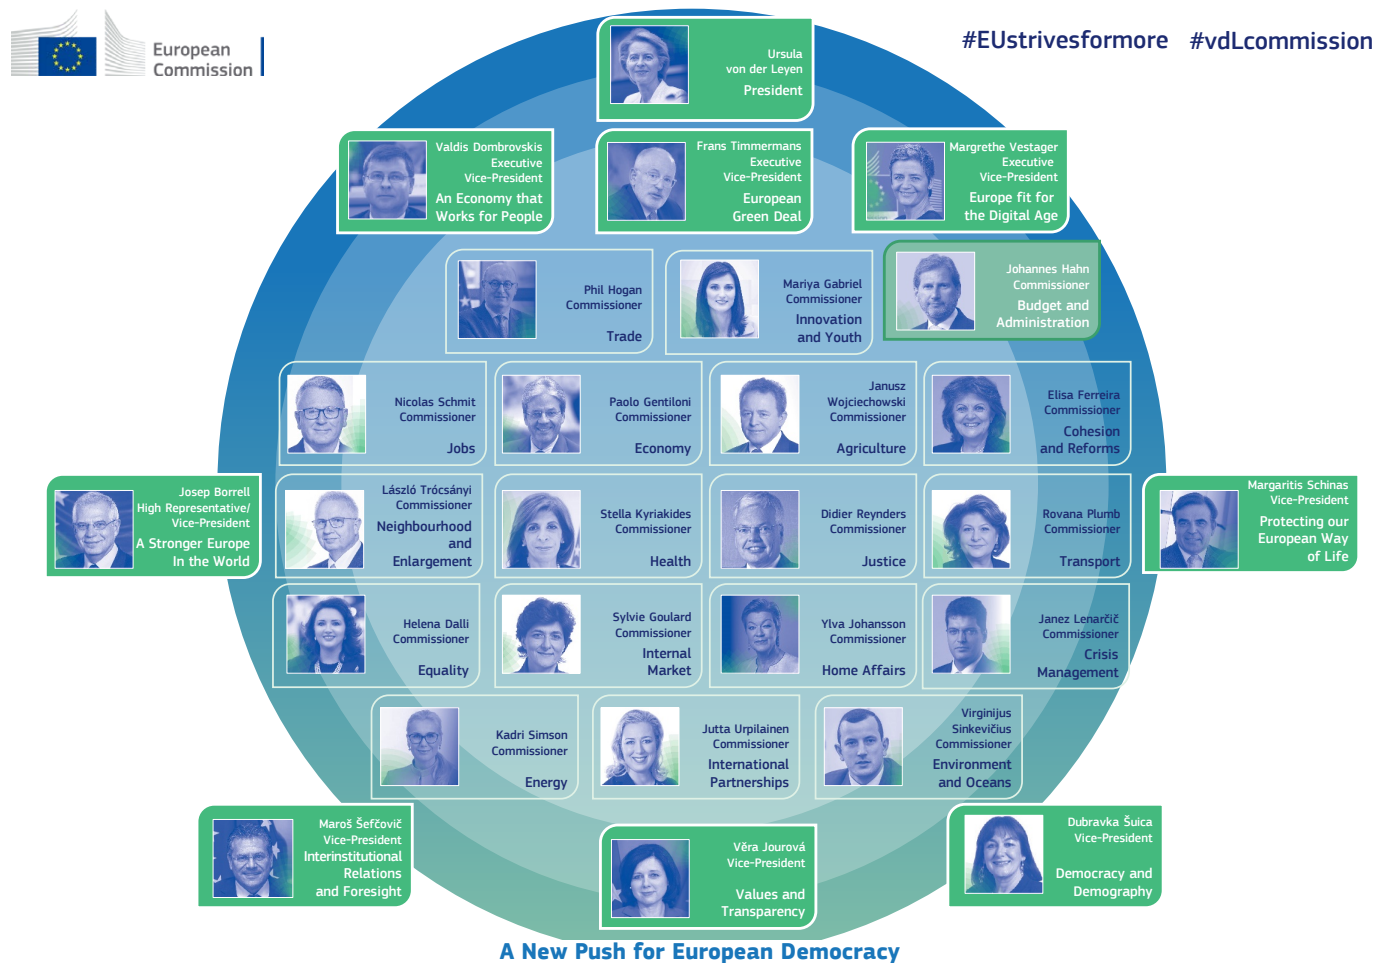 European
Commission
#EUstrivesformore #vdLcommission
Ursula
von der Leyen
President
Valdis Dombrovskis
Executive
Vice-President
An Economy that
Works for People
Frans Timmermans
Executive
Vice-President
European
Green Deal
Margrethe Vestager
Executive
Vice-President
Europe fit for
the Digital Age
Phil Hogan
Commissioner
Trade
Mariya Gabriel
Commissioner
Innovation
and Youth
Johannes Hahn
Commissioner
Budget and
Administration
Nicolas Schmit
Commissioner
Jobs
Paolo Gentiloni
Commissioner
Economy
Janusz
Wojciechowski
Commissioner
Agriculture
Elisa Ferreira
Commissioner
Cohesion
and Reforms
Josep Borrell
High Representative/
Vice-President
A Stronger Europe
In the World
László Trócsányi
Commissioner
Neighbourhood
and
Enlargement
Stella Kyriakides
Commissioner
Health
Didier Reynders
Commissioner
Justice
Rovana Plumb
Commissioner
Transport
Margaritis Schinas
Vice-President
Protecting our
European Way
of Life
Helena Dalli
Commissioner
Equality
Sylvie Goulard
Commissioner
Internal
Market
Ylva Johansson
Commissioner
Home Affairs
Janez Lenarčič
Commissioner
Crisis
Management
Kadri Simson
Commissioner
Energy
Jutta Urpilainen
Commissioner
International
Partnerships
Virginijus
Sinkevičius
Commissioner
Environment
and Oceans
Maroš Šefčovič
Vice-President
Interinstitutional
Relations
and Foresight
Věra Jourová
Vice-President
Values and
Transparency
Dubravka Šuica
Vice-President
Democracy and
Demography
A New Push for European Democracy